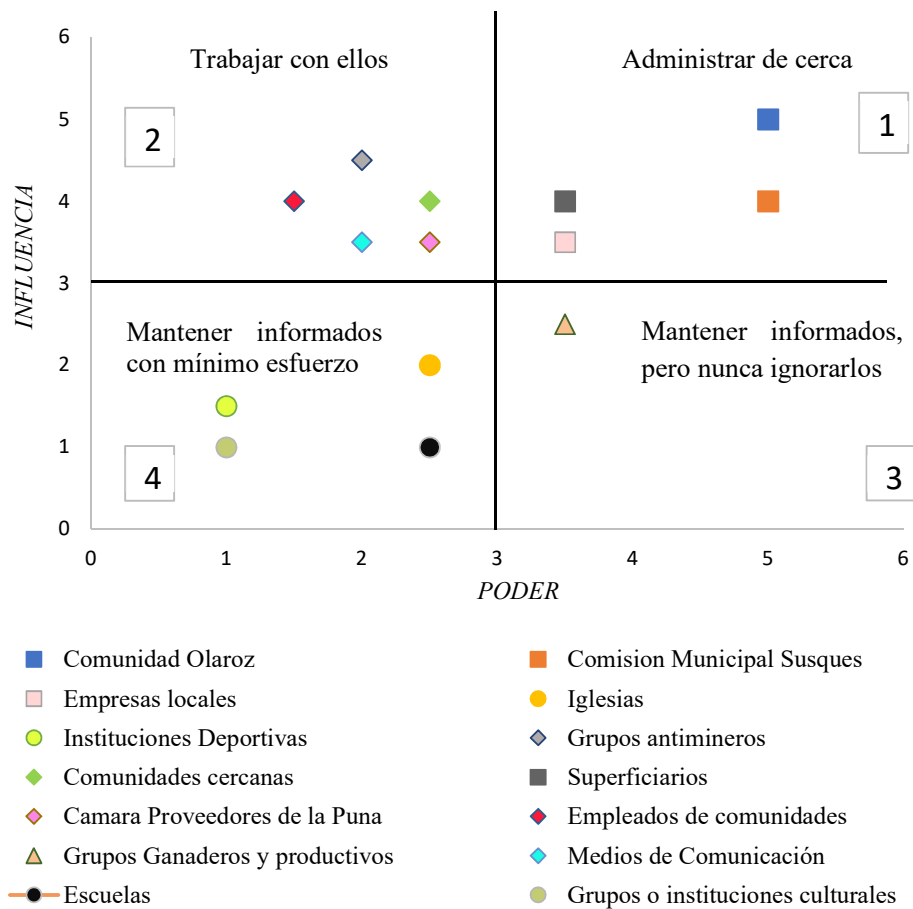 6
Trabajar con ellos
Administrar de cerca
5
2
1
4
INFLUENCIA
3
Mantener informados
con mínimo esfuerzo
Mantener informados,
pero nunca ignorarlos
2
1
4
3
0
0 1 2 3 4 5 6
PODER
Comunidad Olaroz
Comision Municipal Susques
Empresas locales
Iglesias
Instituciones Deportivas
Grupos antimineros
Comunidades cercanas
Superficiarios
Camara Proveedores de la Puna
Empleados de comunidades
Grupos Ganaderos y productivos
Medios de Comunicación
Escuelas
Grupos o instituciones culturales